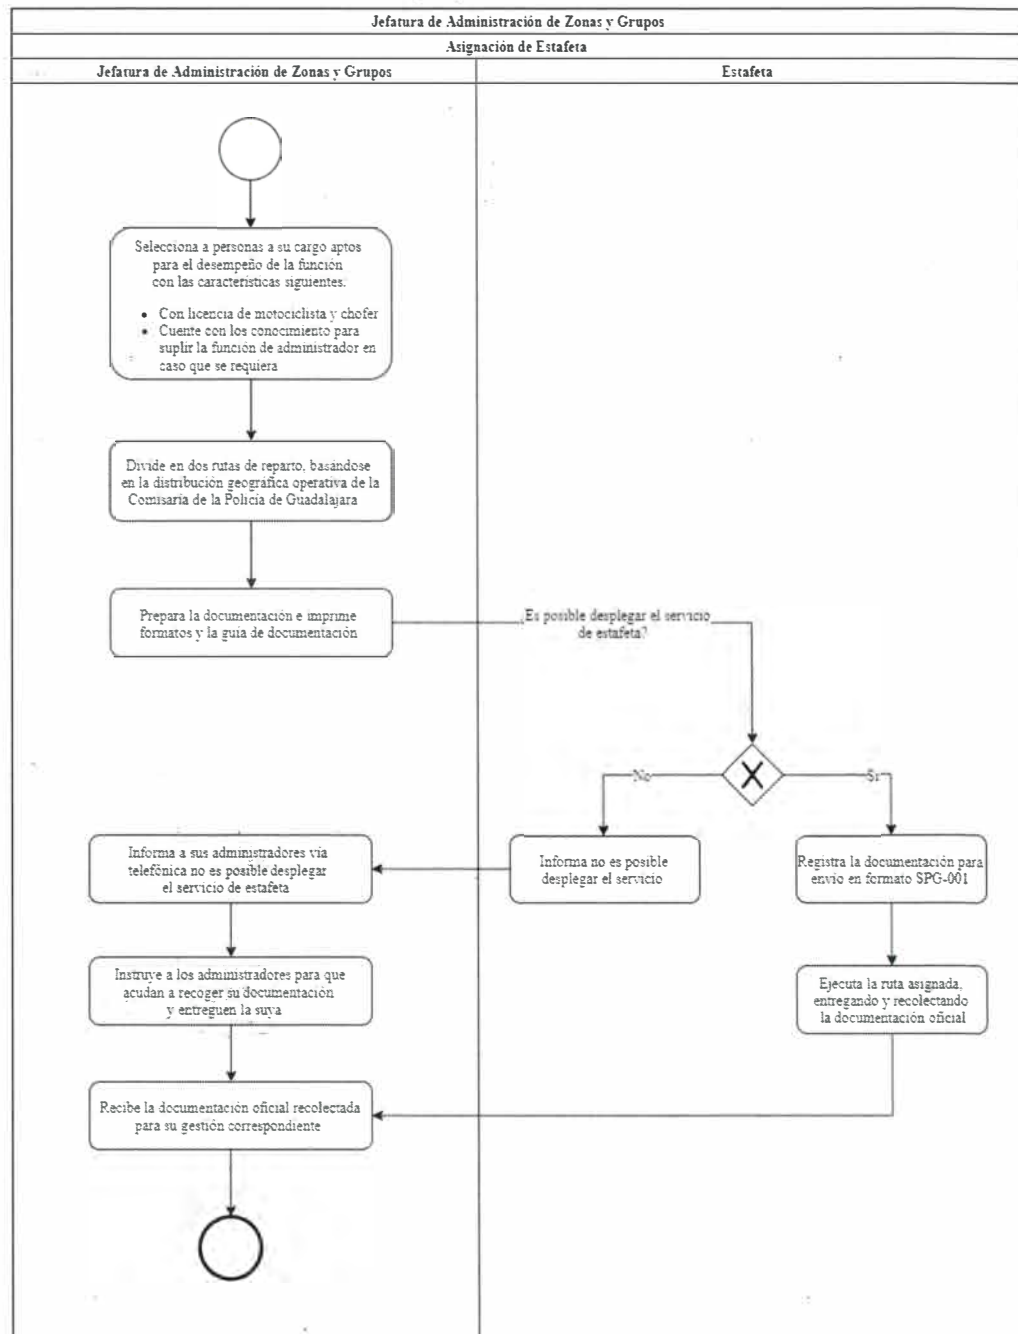 Jefatura de Administración de Zonas y Grupos
Asignación de Estafeta
Jefatura de Administración de Zonas y Grupos
Estafeta
Selecciona a personas a su cargo aptos
para el desempeño de la función
con las características siguientes:
• Con licencia de motociclista y chofer
• Cuente con los conocimiento para
suplir la función de administrador en
caso que se requiera
Divide en dos rutas de reparto, basándose
en la distribución geográfica operativa de la
Comisaría de la Policía de Guadalajara
Prepara la documentación e imprime
formatos y la guía de documentación
¿Es posible desplegar el servicio
de estafeta?
No
Si
Informa a sus administradores vía
telefónica no es posible desplegar
el servicio de estafeta
Informa no es posible
desplegar el servicio
Registra la documentación para
envío en formato SPG-001
Instruye a los administradores para que
acudan a recoger su documentación
y entreguen la suya
Ejecuta la ruta asignada,
entregando y recolectando
la documentación oficial
Recibe la documentación oficial recolectada
para su gestión correspondiente